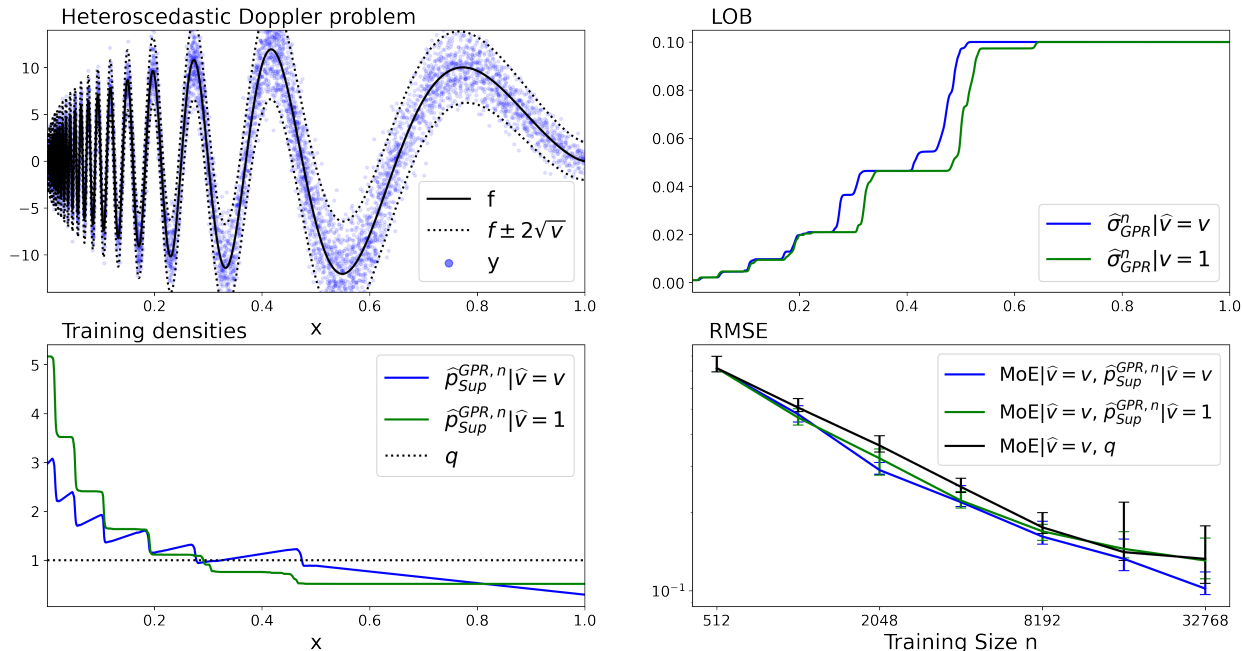 Heteroscedastic Doppler problem
10
5
0
−5
−10
f
f ± 2√v
y
0.2 0.4 0.6 0.8 1.0
x
LOB
0.10
0.08
0.06
0.04
0.02
0.00
σ̂ⁿ_GPR|v̂ = v
σ̂ⁿ_GPR|v = 1
0.2 0.4 0.6 0.8 1.0
Training densities
5
4
3
2
1
p̂_Sup^GPR, n|v̂ = v
p̂_Sup^GPR, n|v̂ = 1
q
0.2 0.4 0.6 0.8 1.0
x
RMSE
10⁻¹
MoE|v̂ = v, p̂_Sup^GPR, n|v̂ = v
MoE|v̂ = v, p̂_Sup^GPR, n|v̂ = 1
MoE|v̂ = v, q
512 2048 8192 32768
Training Size n